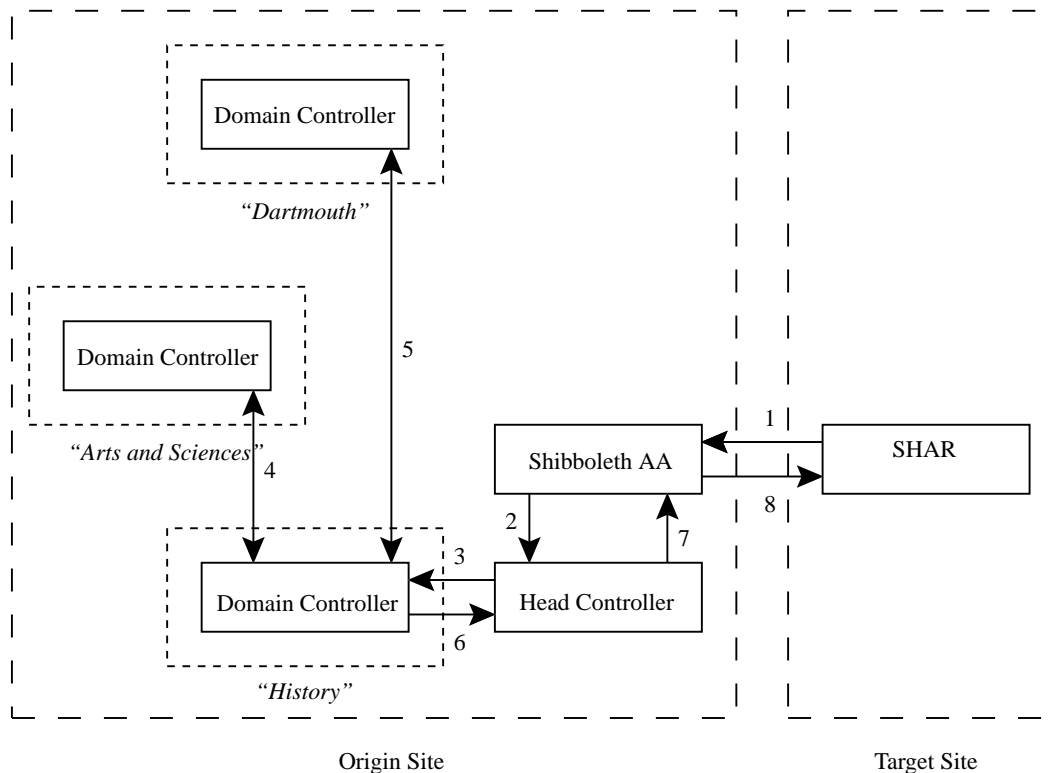 Domain Controller
“Dartmouth”
Domain Controller
5
“Arts and Sciences”
4
1
Shibboleth AA
SHAR
8
2
7
3
Domain Controller
Head Controller
6
“History”
Origin Site
Target Site